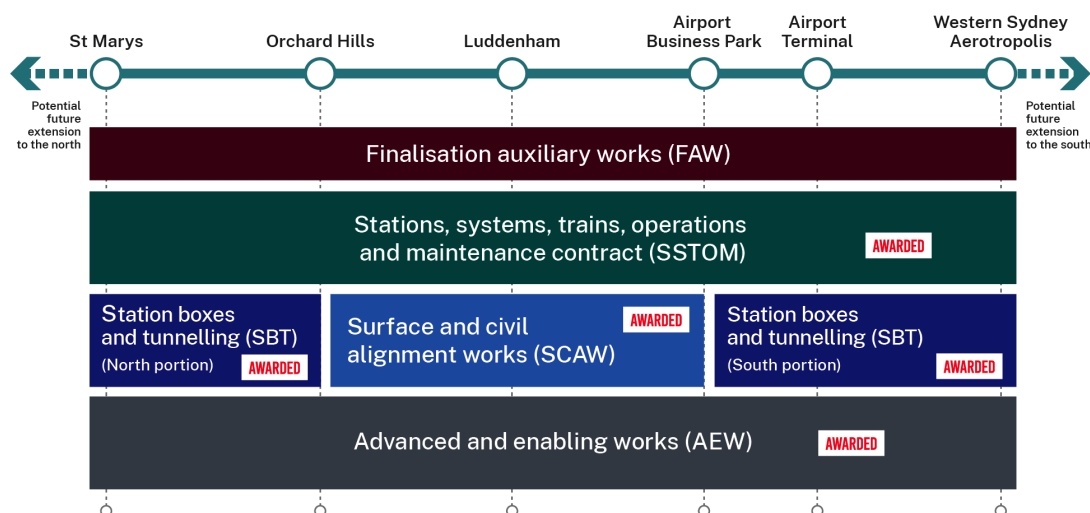 St Marys
Orchard Hills
Luddenham
Airport
Business Park
Airport
Terminal
Western Sydney
Aerotropolis
Potential
future
extension
to the north
Potential
future
extension
to the south
Finalisation auxiliary works (FAW)
Stations, systems, trains, operations
and maintenance contract (SSTOM)
AWARDED
Station boxes
and tunnelling (SBT)
(North portion)
AWARDED
Surface and civil
alignment works (SCAW)
AWARDED
Station boxes
and tunnelling (SBT)
(South portion)
AWARDED
Advanced and enabling works (AEW)
AWARDED